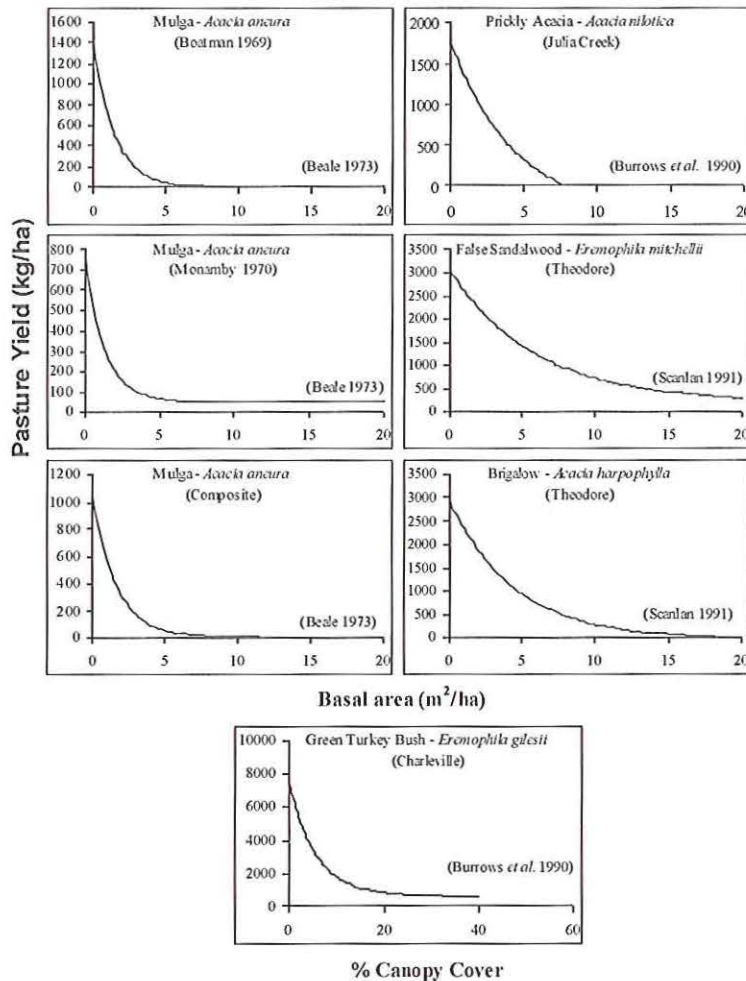 Pasture Yield (kg/ha)
Mulga - Acacia aneura
(Boatman 1969)
1600
1400
1200
1000
800
600
400
200
0
(Beale 1973)
0 5 10 15 20
Prickly Acacia - Acacia nilotica
(Julia Creek)
2000
1500
1000
500
0
(Burrows et al. 1990)
0 5 10 15 20
Mulga - Acacia aneura
(Monamby 1970)
800
700
600
500
400
300
200
100
0
(Beale 1973)
0 5 10 15 20
False Sandalwood - Eremophila mitchellii
(Theodore)
3500
3000
2500
2000
1500
1000
500
0
(Scanlan 1991)
0 5 10 15 20
Mulga - Acacia aneura
(Composite)
1200
1000
800
600
400
200
0
(Beale 1973)
0 5 10 15 20
Brigalow - Acacia harpophylla
(Theodore)
3500
3000
2500
2000
1500
1000
500
0
(Scanlan 1991)
0 5 10 15 20
Basal area (m²/ha)
Green Turkey Bush - Eremophila gilesii
(Charleville)
10000
8000
6000
4000
2000
0
(Burrows et al. 1990)
0 20 40 60
% Canopy Cover